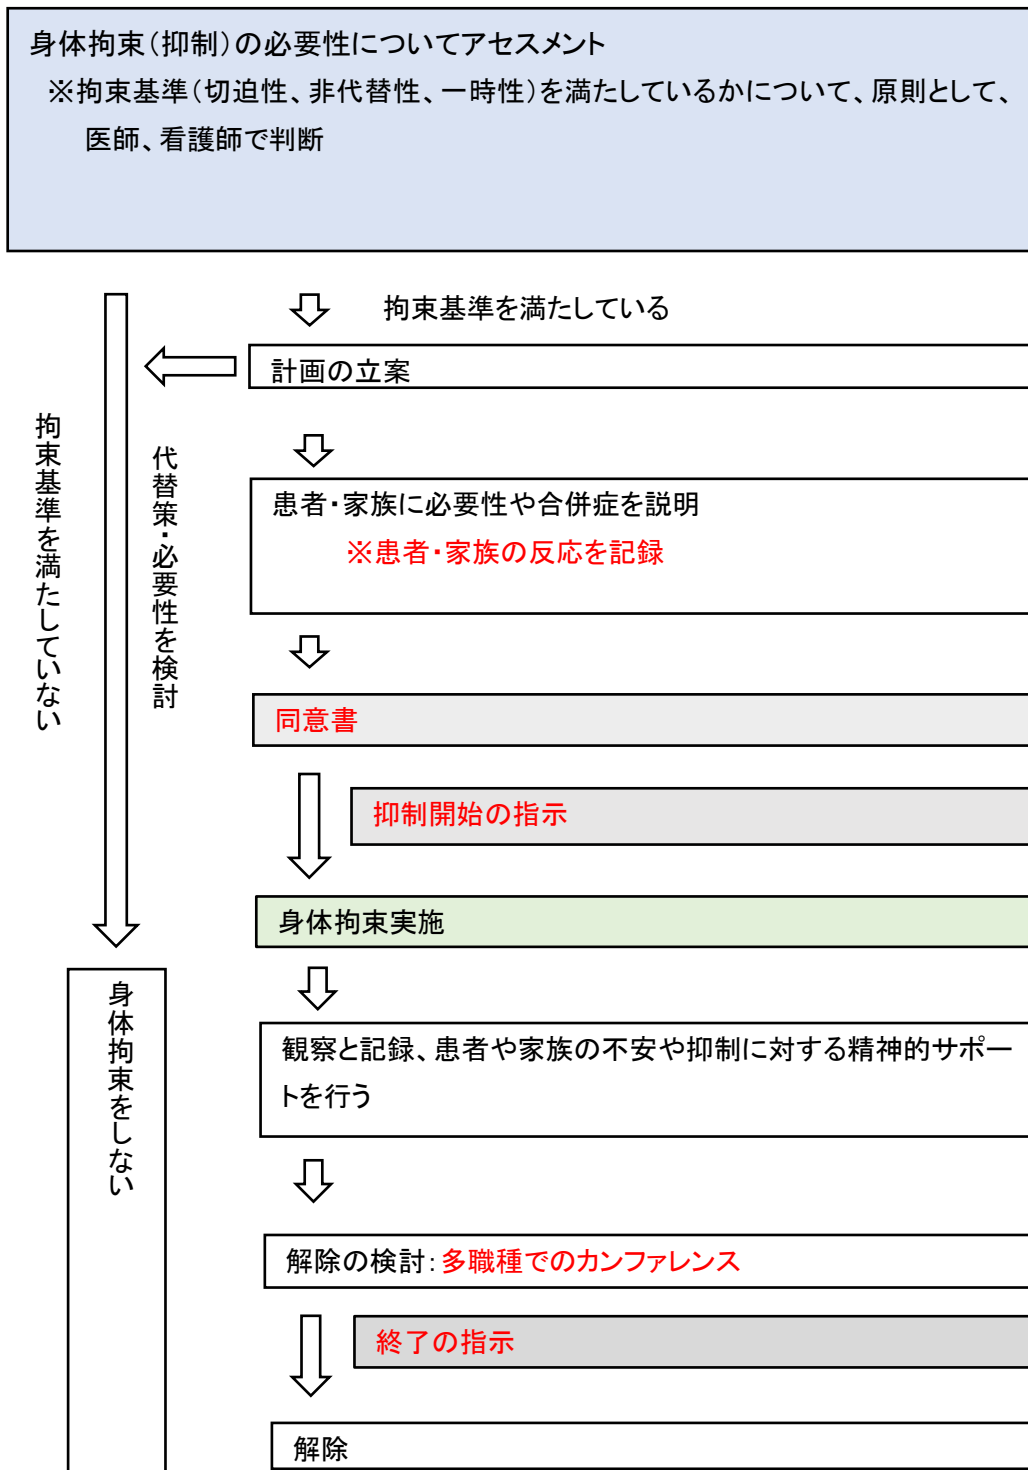 身体拘束(抑制)の必要性についてアセスメント
※拘束基準(切迫性、非代替性、一時性)を満たしているかについて、原則として、
医師、看護師で判断
拘束基準を満たしている
計画の立案
拘束基準を満たしていない
代替策・必要性を検討
患者・家族に必要性や合併症を説明
※患者・家族の反応を記録
同意書
抑制開始の指示
身体拘束実施
身体拘束をしない
観察と記録、患者や家族の不安や抑制に対する精神的サポー
トを行う
解除の検討:多職種でのカンファレンス
終了の指示
解除